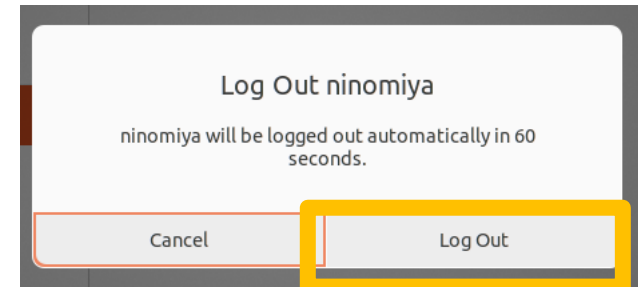 Log Out ninomiya
ninomiya will be logged out automatically in 60
seconds.
Cancel
Log Out